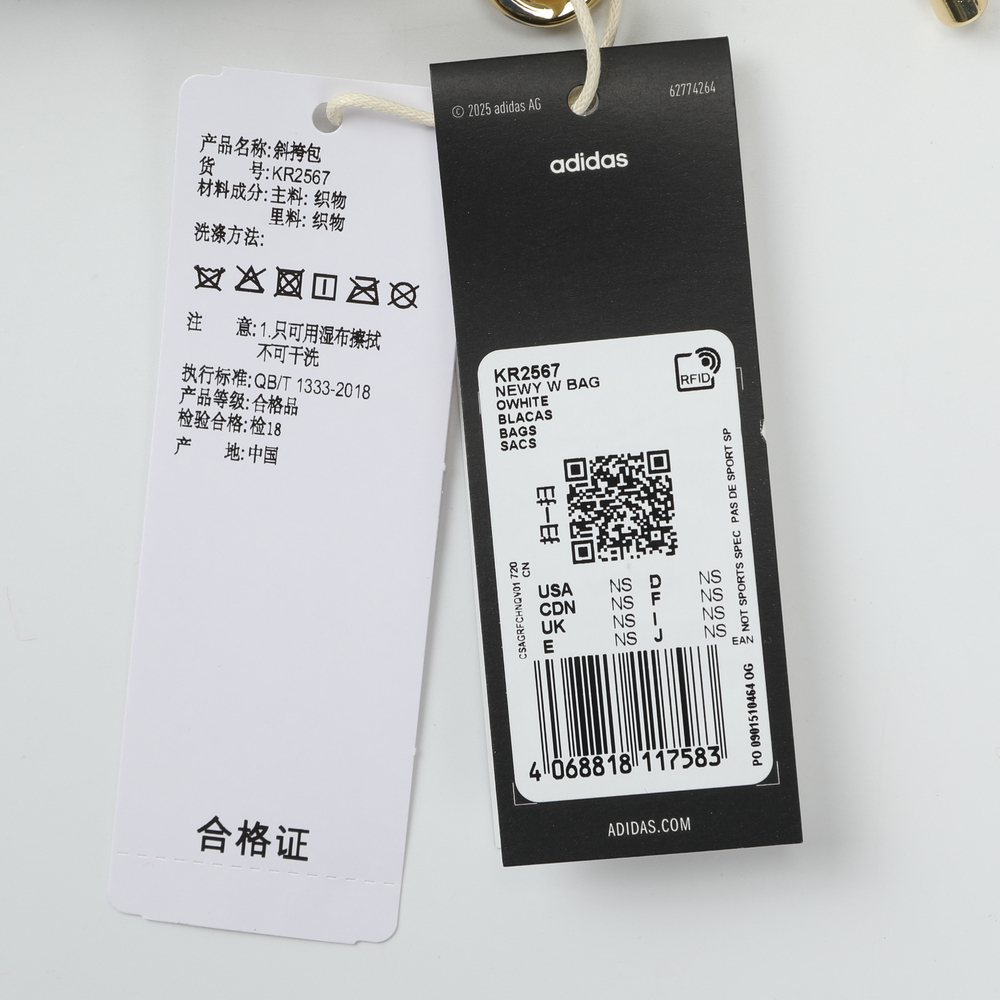 产品名称:斜挎包
货 号:KR2567
材料成分:主料: 织物
里料: 织物
洗涤方法:
注 意:1.只可用湿布擦拭
不可干洗
执行标准:QB/T 1333-2018
产品等级:合格品
检验合格:检18
产 地:中国
合格证
© 2025 adidas AG
62774264
adidas
KR2567
NEWY W BAG
OWHITE
BLACAS
BAGS
SACS
RFID
扫一扫
CSAGRFCHNQV01 720
CN
USA NS D NS
CDN NS F NS
UK NS I NS
E NS J NS
EAN NOT SPORTS SPEC PAS DE SPORT SP
PO 0901510464 OG
4 068818 117583
ADIDAS.COM